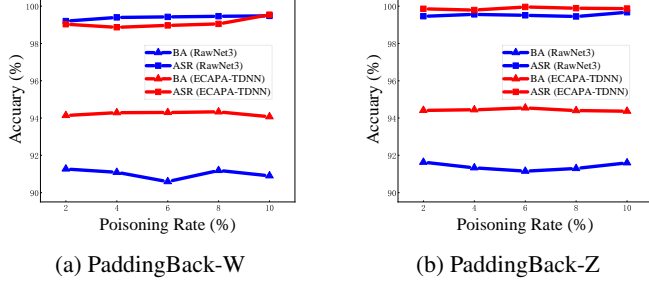 Accuary (%)
100
98
96
94
92
90
BA (RawNet3)
ASR (RawNet3)
BA (ECAPA-TDNN)
ASR (ECAPA-TDNN)
2 4 6 8 10
Poisoning Rate (%)
(a) PaddingBack-W
Accuary (%)
100
98
96
94
92
90
BA (RawNet3)
ASR (RawNet3)
BA (ECAPA-TDNN)
ASR (ECAPA-TDNN)
2 4 6 8 10
Poisoning Rate (%)
(b) PaddingBack-Z